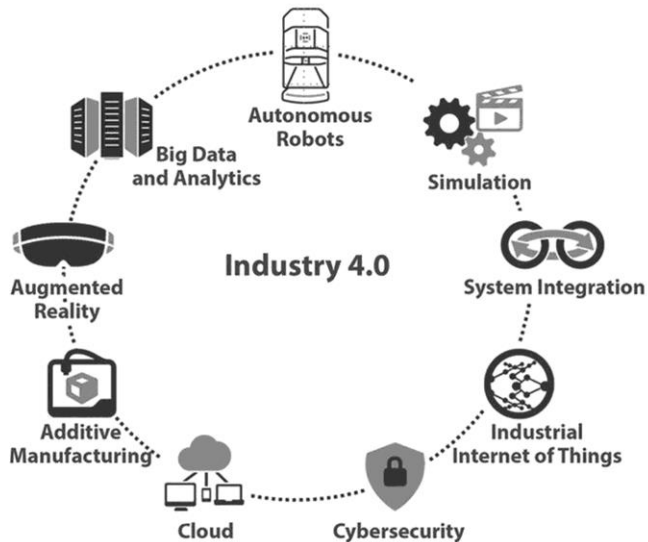 Autonomous
Robots
Big Data
and Analytics
Simulation
Industry 4.0
Augmented
Reality
System Integration
Additive
Manufacturing
Industrial
Internet of Things
Cloud
Cybersecurity